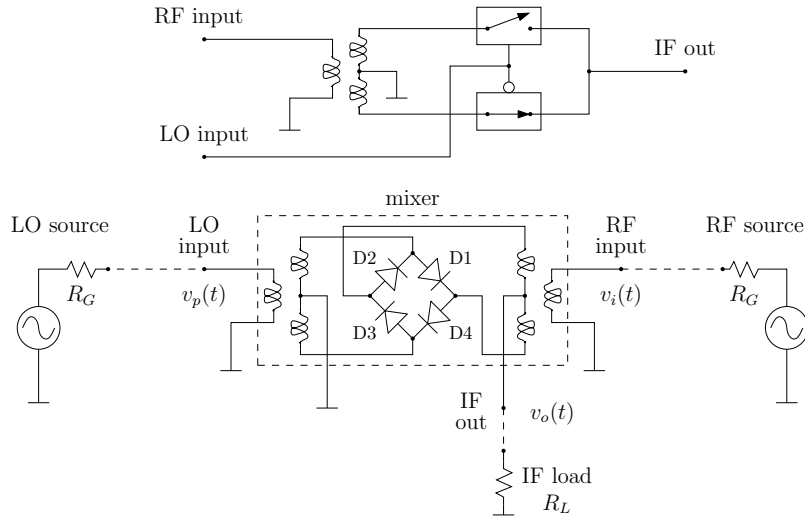 RF input
IF out
LO input
mixer
LO source
LO
input
RF
input
RF source
D2
D1
R_G
v_p(t)
v_i(t)
R_G
D3
D4
IF
out
v_o(t)
IF load
R_L